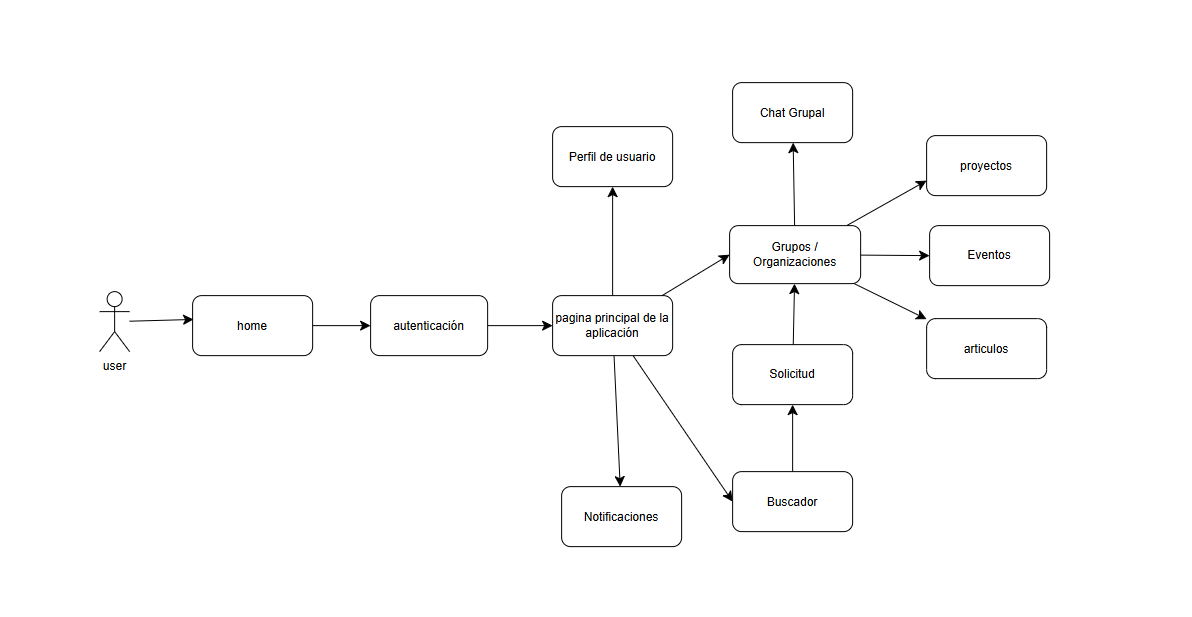 user
home
autenticación
pagina principal de la
aplicación
Perfil de usuario
Notificaciones
Chat Grupal
Grupos /
Organizaciones
Solicitud
Buscador
proyectos
Eventos
articulos